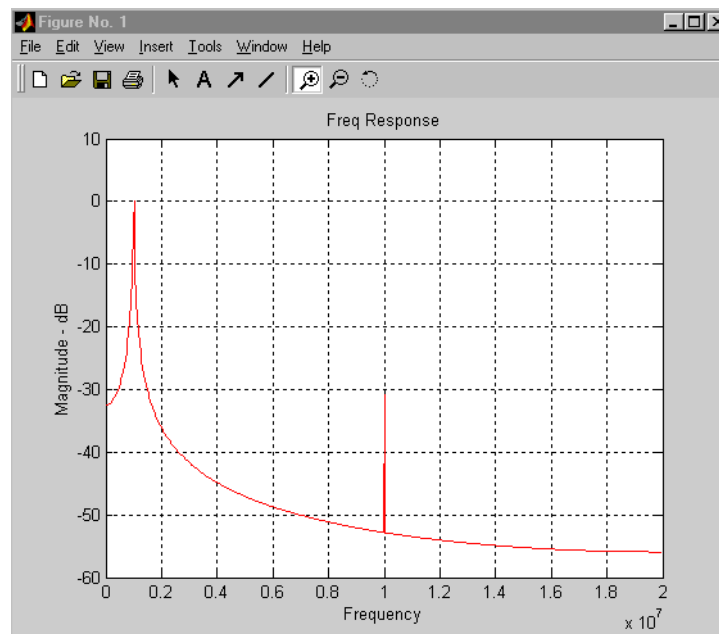 Figure No. 1
File Edit View Insert Tools Window Help
A
Freq Response
10
0
-10
-20
-30
-40
-50
-60
Magnitude - dB
0 0.2 0.4 0.6 0.8 1 1.2 1.4 1.6 1.8 2
Frequency
x 10^7